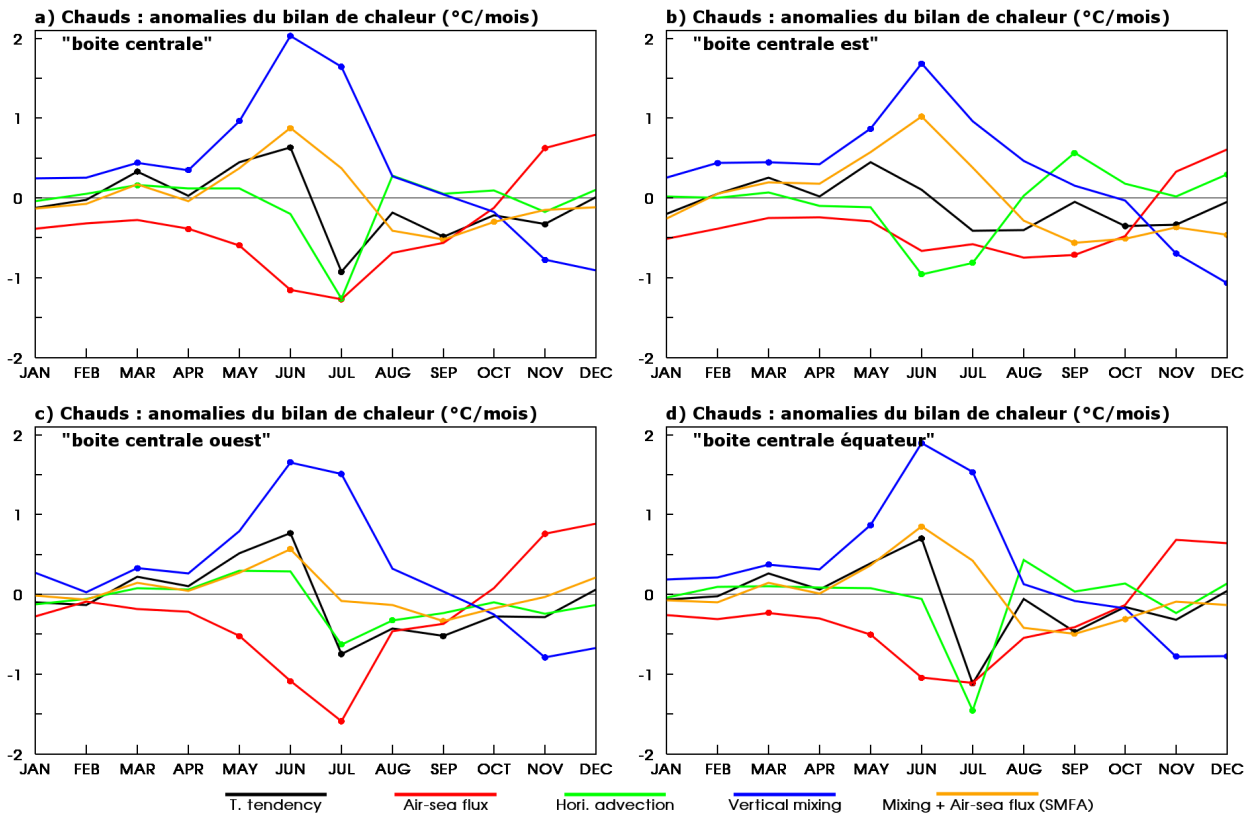 a) Chauds : anomalies du bilan de chaleur (°C/mois)
"boite centrale"
2
1
0
-1
-2
JAN FEB MAR APR MAY JUN JUL AUG SEP OCT NOV DEC
a) Chauds : anomalies du bilan de chaleur (°C/mois)
"boite centrale est"
2
1
0
-1
-2
JAN FEB MAR APR MAY JUN JUL AUG SEP OCT NOV DEC
c) Chauds : anomalies du bilan de chaleur (°C/mois)
"boite centrale ouest"
2
1
0
-1
-2
JAN FEB MAR APR MAY JUN JUL AUG SEP OCT NOV DEC
d) Chauds : anomalies du bilan de chaleur (°C/mois)
"boite centrale équateur"
2
1
0
-1
-2
JAN FEB MAR APR MAY JUN JUL AUG SEP OCT NOV DEC
T. tendency Air-sea flux Hori. advection Vertical mixing Mixing + Air-sea flux (SMFA)